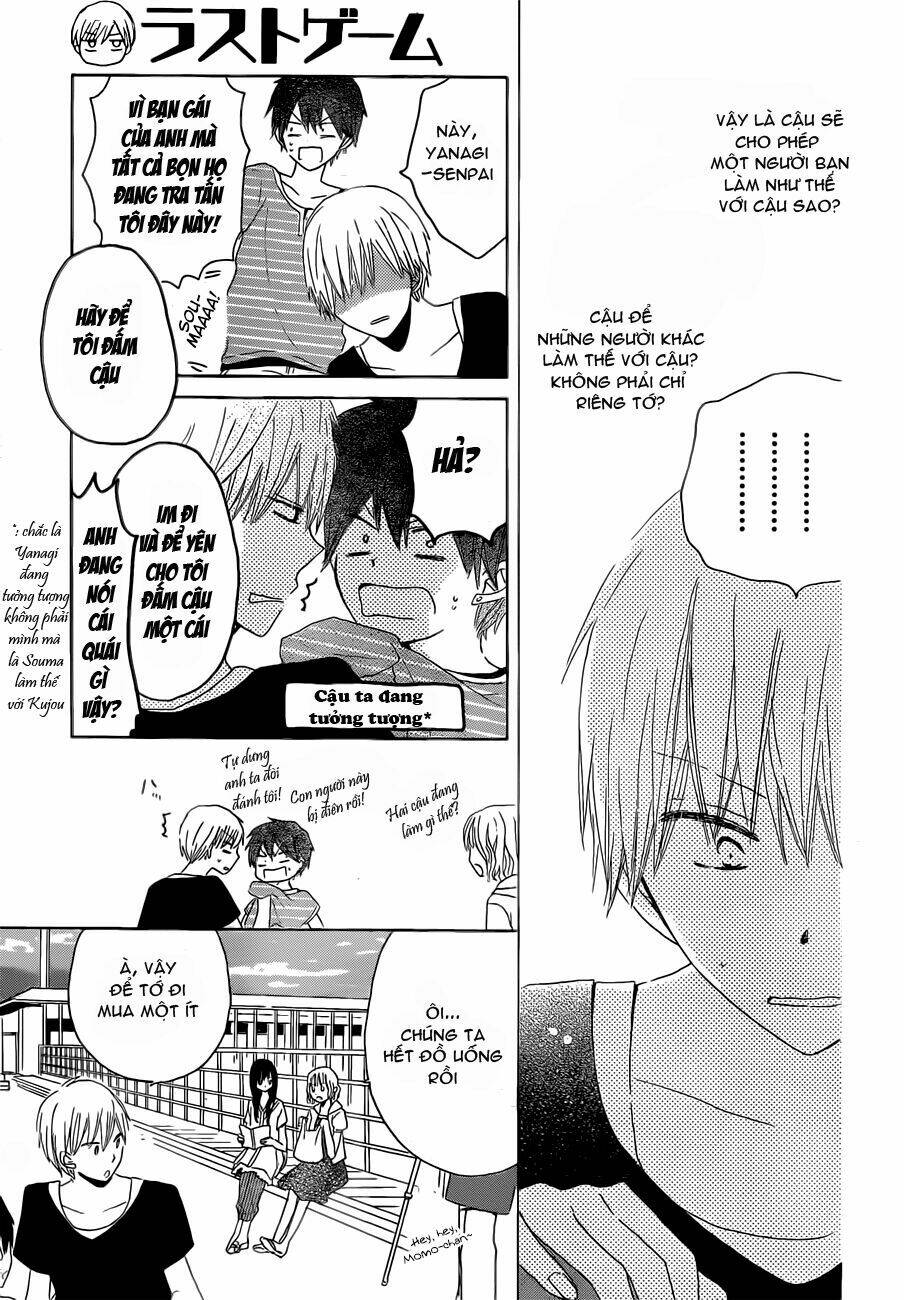 VẬY LÀ CẬU SẼ
CHO PHÉP
MỘT NGƯỜI BẠN
LÀM NHƯ THẾ
VỚI CẬU SAO?
CẬU ĐỂ
NHỮNG NGƯỜI KHÁC
LÀM THẾ VỚI CẬU?
KHÔNG PHẢI CHỈ
RIÊNG TỚ?
ラストゲーム
NÀY,
YANAGI
-SENPAI
VÌ BẠN GÁI
CỦA ANH MÀ
TẤT CẢ BỌN HỌ
ĐANG TRA TẤN
TÔI ĐÂY NÀY!
SOU-
MAAAA!
HÃY ĐỂ
TÔI ĐẤM
CẬU
HẢ?
IM ĐI
VÀ ĐỂ YÊN
CHO TÔI
ĐẤM CẬU
MỘT CÁI
ANH
ĐANG
NÓI
CÁI
QUÁI
GÌ
VẬY?
Cậu ta đang
tưởng tượng*
*: chắc là
Yanagi
đang
tưởng tượng
không phải
mình mà
là Souma
làm thế
với Kujou
Tự dưng
anh ta đòi
đánh tôi!
Con người này
bị điên rồi!
Hai cậu đang
làm gì thế?
ÔI...
CHÚNG TA
HẾT ĐỒ UỐNG
RỒI
À, VẬY
ĐỂ TỚ ĐI
MUA MỘT ÍT
Hey, hey,
Momo-chan~